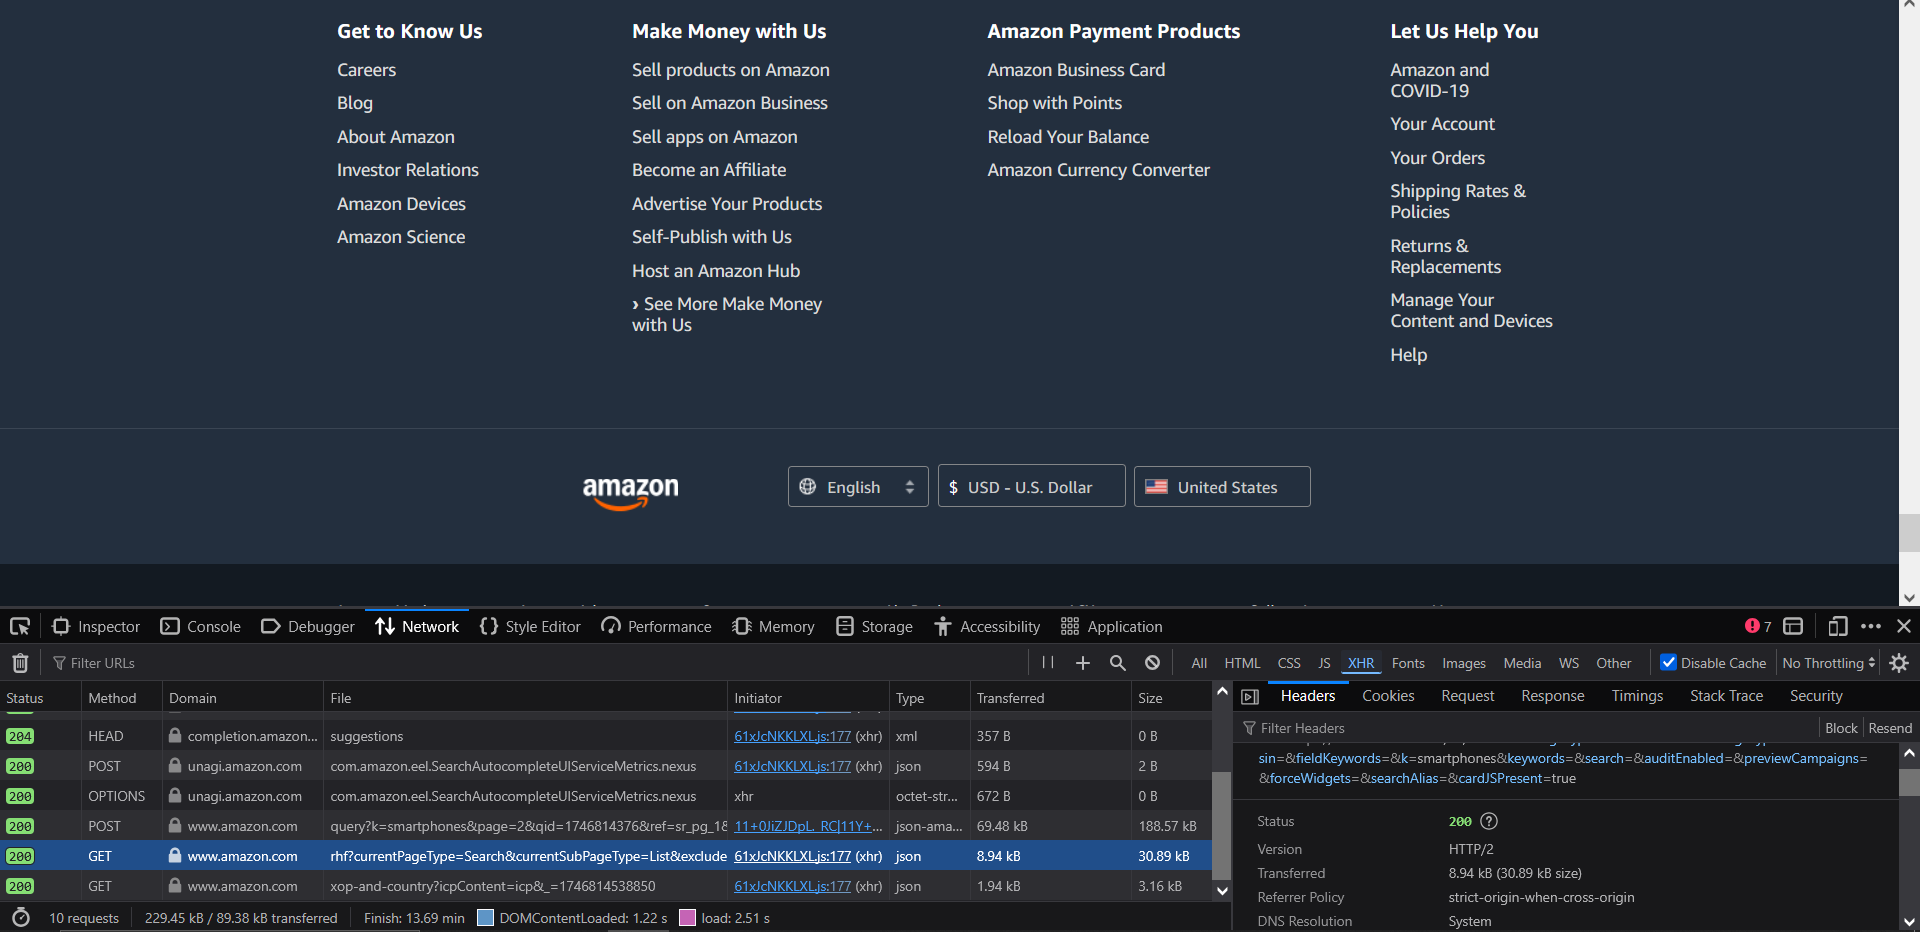 Get to Know Us
Careers
Blog
About Amazon
Investor Relations
Amazon Devices
Amazon Science
Make Money with Us
Sell products on Amazon
Sell on Amazon Business
Sell apps on Amazon
Become an Affiliate
Advertise Your Products
Self-Publish with Us
Host an Amazon Hub
› See More Make Money
with Us
Amazon Payment Products
Amazon Business Card
Shop with Points
Reload Your Balance
Amazon Currency Converter
Let Us Help You
Amazon and
COVID-19
Your Account
Your Orders
Shipping Rates &
Policies
Returns &
Replacements
Manage Your
Content and Devices
Help
amazon
English
$ USD - U.S. Dollar
United States
Inspector Console Debugger Network {} Style Editor Performance Memory Storage Accessibility Application 7
Filter URLs All HTML CSS JS XHR Fonts Images Media WS Other Disable Cache No Throttling
Status Method Domain File Initiator Type Transferred Size
204 HEAD completion.amazon... suggestions 61xJcNKKLXL.js:177 (xhr) xml 357 B 0 B
200 POST unagi.amazon.com com.amazon.eel.SearchAutocompleteUIServiceMetrics.nexus 61xJcNKKLXL.js:177 (xhr) json 594 B 2 B
200 OPTIONS unagi.amazon.com com.amazon.eel.SearchAutocompleteUIServiceMetrics.nexus xhr octet-str... 672 B 0 B
200 POST www.amazon.com query?k=smartphones&page=2&qid=1746814376&ref=sr_pg_1& 11+0JiZJDpL._RC|11Y+... json-ama... 69.48 kB 188.57 kB
200 GET www.amazon.com rhf?currentPageType=Search&currentSubPageType=List&exclude 61xJcNKKLXL.js:177 (xhr) json 8.94 kB 30.89 kB
200 GET www.amazon.com xop-and-country?icpContent=icp&_=1746814538850 61xJcNKKLXL.js:177 (xhr) json 1.94 kB 3.16 kB
10 requests 229.45 kB / 89.38 kB transferred Finish: 13.69 min DOMContentLoaded: 1.22 s load: 2.51 s
Headers Cookies Request Response Timings Stack Trace Security
Filter Headers Block Resend
sin=&fieldKeywords=&k=smartphones&keywords=&search=&auditEnabled=&previewCampaigns=
&forceWidgets=&searchAlias=&cardJSPresent=true
Status 200 ?
Version HTTP/2
Transferred 8.94 kB (30.89 kB size)
Referrer Policy strict-origin-when-cross-origin
DNS Resolution System